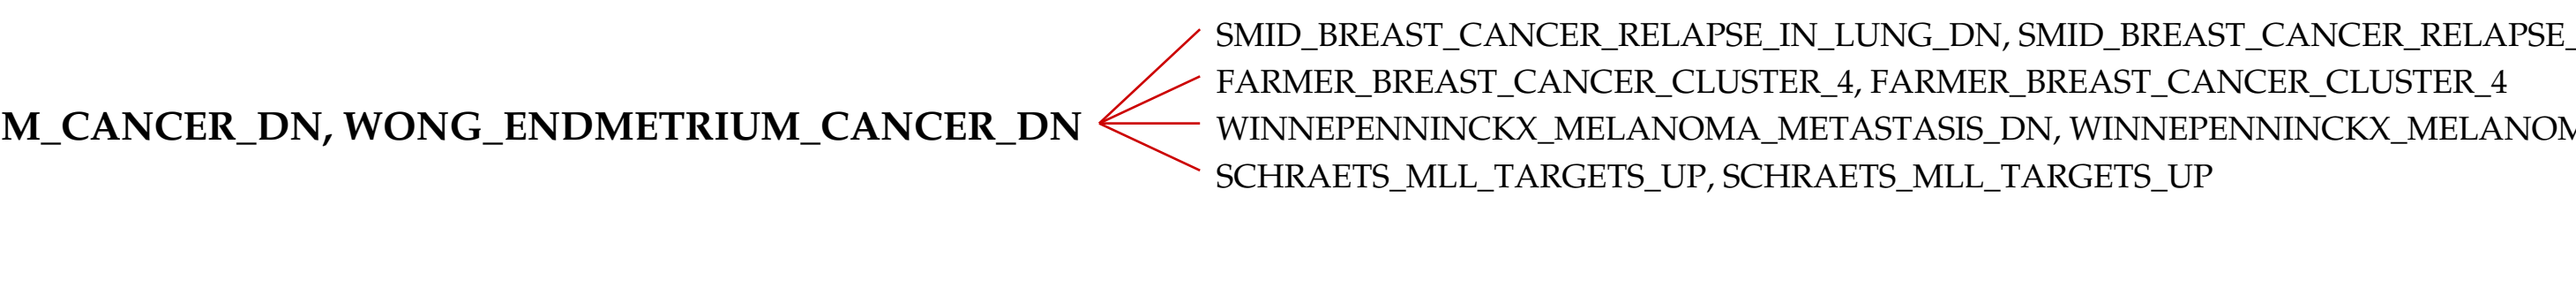 SMID_BREAST_CANCER_RELAPSE_IN_LUNG_DN, SMID_BREAST_CANCER_RELAPSE_
FARMER_BREAST_CANCER_CLUSTER_4, FARMER_BREAST_CANCER_CLUSTER_4
M_CANCER_DN, WONG_ENDMETRIUM_CANCER_DN
WINNEPENNINCKX_MELANOMA_METASTASIS_DN, WINNEPENNINCKX_MELANOM
SCHRAETS_MLL_TARGETS_UP, SCHRAETS_MLL_TARGETS_UP